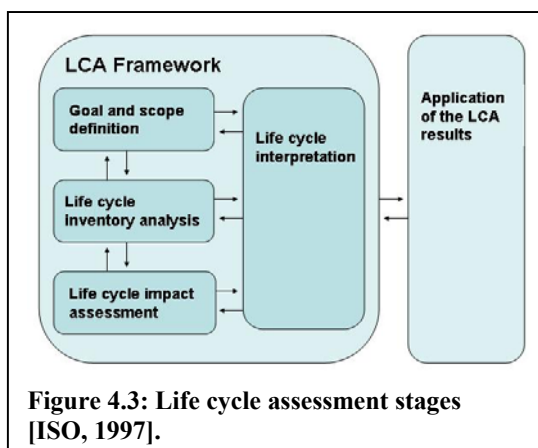 LCA Framework
Goal and scope
definition
Life cycle
inventory analysis
Life cycle impact
assessment
Life cycle
interpretation
Application
of the LCA
results
Figure 4.3: Life cycle assessment stages
[ISO, 1997].